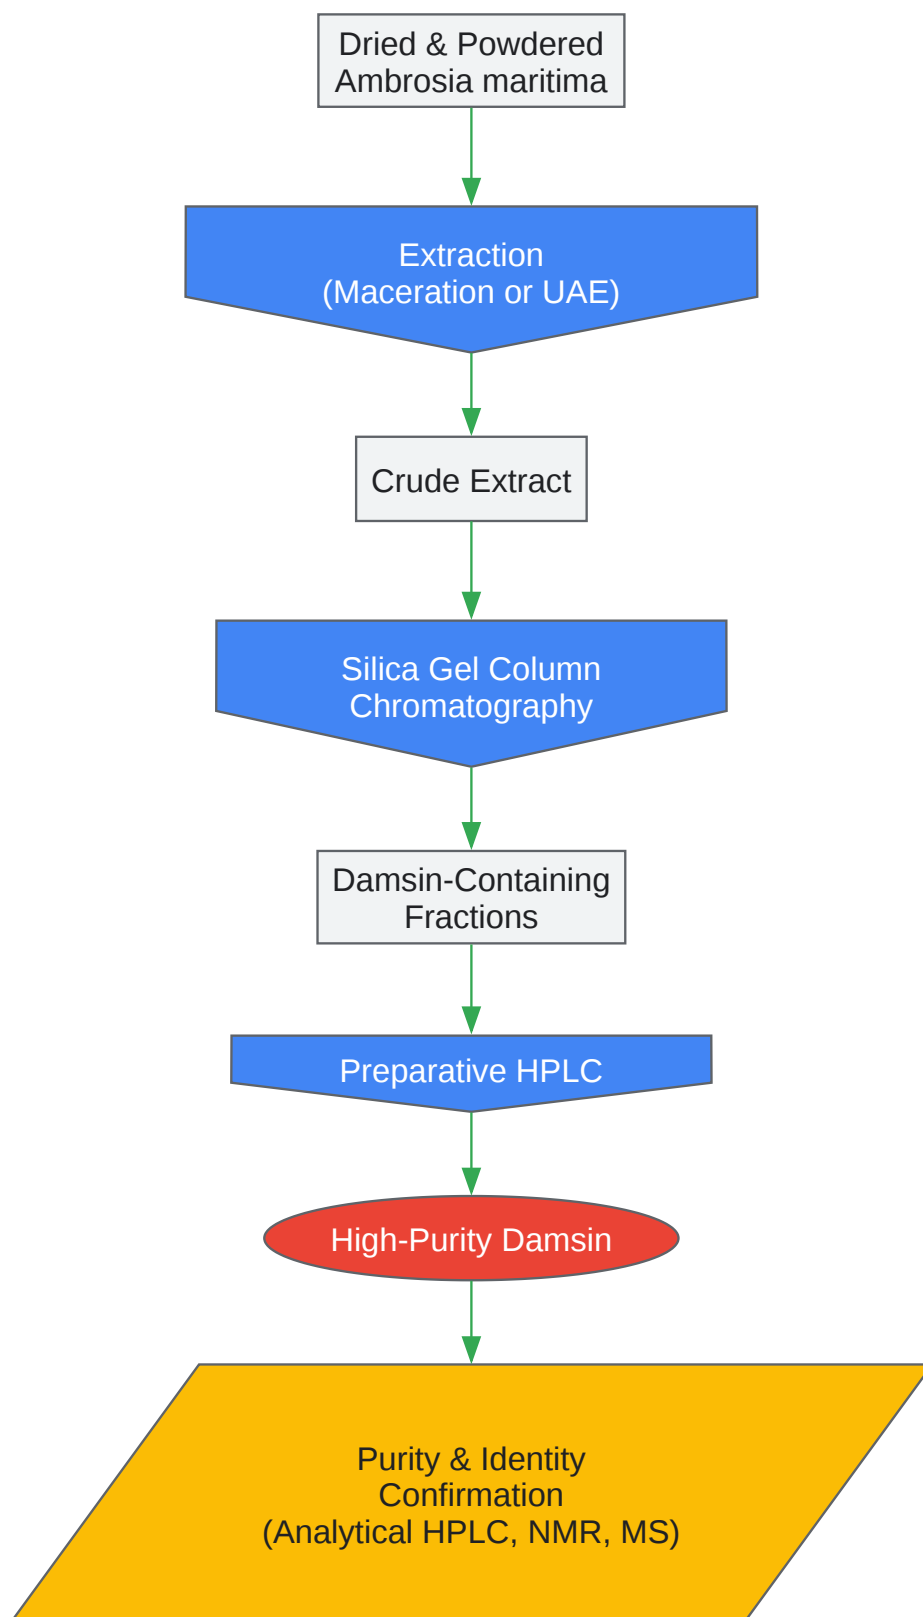 Dried & Powdered
Ambrosia maritima
Extraction
(Maceration or UAE)
Crude Extract
Silica Gel Column
Chromatography
Damsin-Containing
Fractions
Preparative HPLC
High-Purity Damsin
Purity & Identity
Confirmation
(Analytical HPLC, NMR, MS)